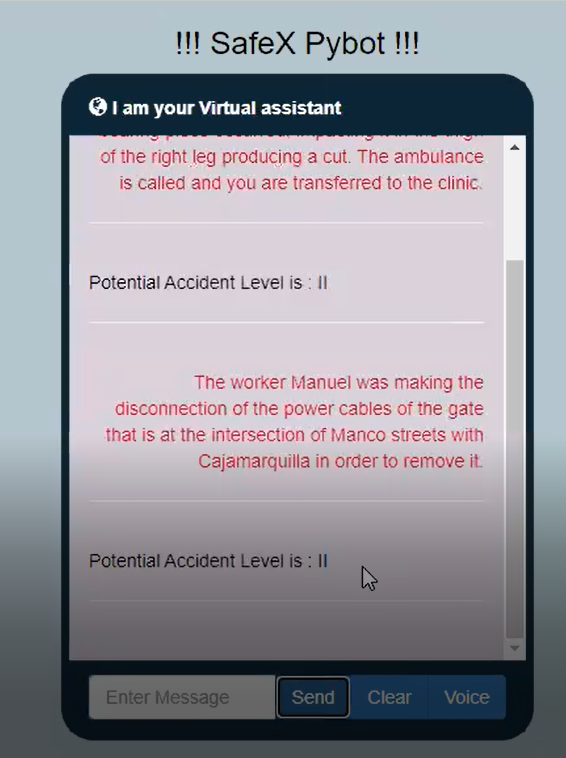 !!! SafeX Pybot !!!
I am your Virtual assistant
of the right leg producing a cut. The ambulance
is called and you are transferred to the clinic.
Potential Accident Level is : II
The worker Manuel was making the
disconnection of the power cables of the gate
that is at the intersection of Manco streets with
Cajamarquilla in order to remove it.
Potential Accident Level is : II
Enter Message
Send
Clear
Voice